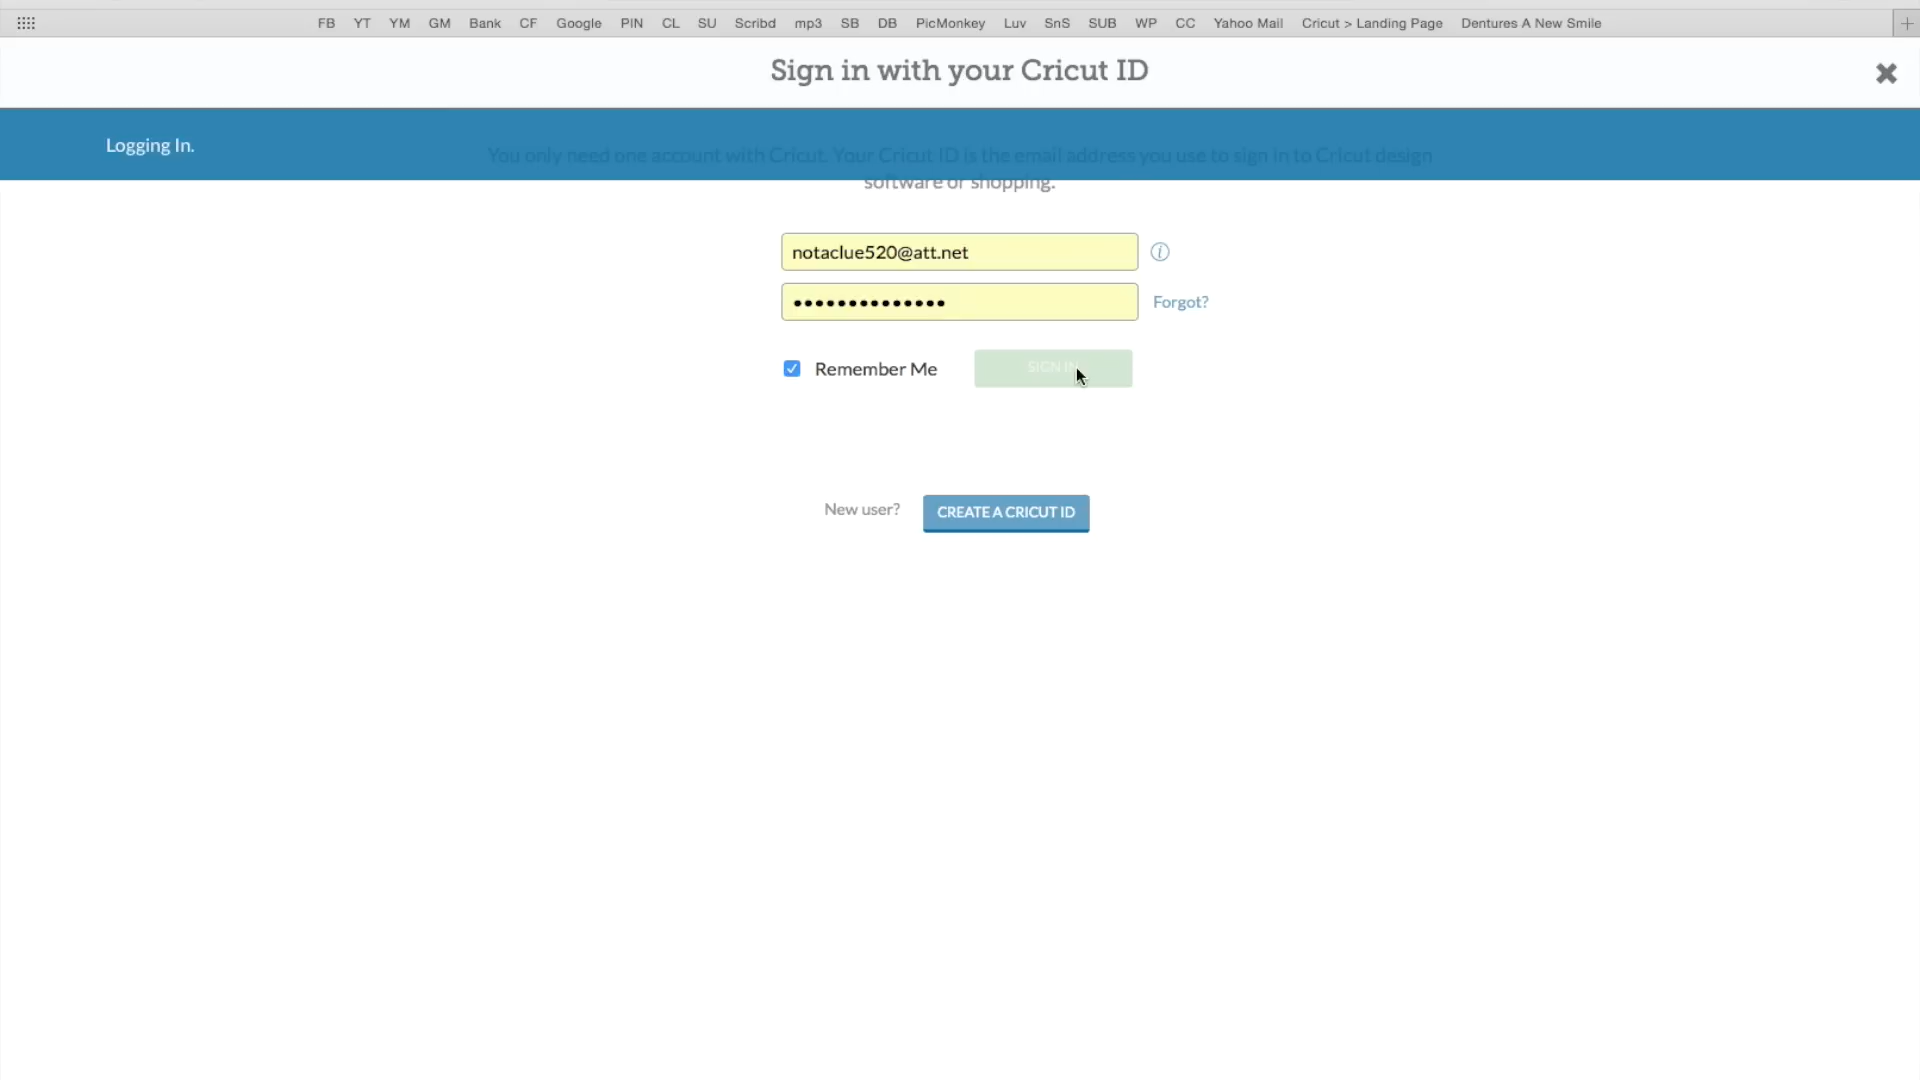 FB YT YM GM Bank CF Google PIN CL SU Scribd mp3 SB DB PicMonkey Luv SnS SUB WP CC Yahoo Mail Cricut > Landing Page Dentures A New Smile
Sign in with your Cricut ID
Logging In.
You only need one account with Cricut. Your Cricut ID is the email address you use to sign in to Cricut design
software or shopping.
notaclue520@att.net
Forgot?
Remember Me SIGN IN
New user? CREATE A CRICUT ID